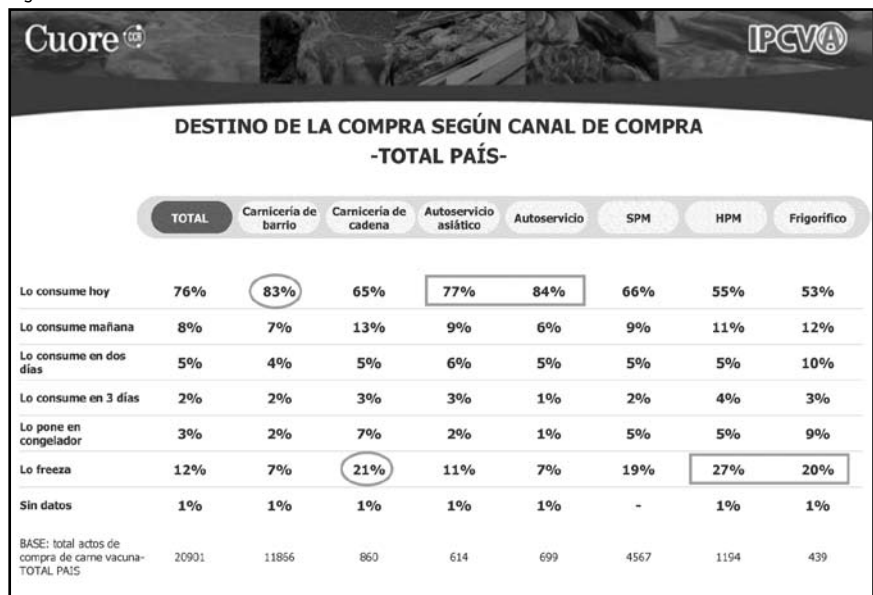 Cuore CCR
IPCVA
DESTINO DE LA COMPRA SEGÚN CANAL DE COMPRA
-TOTAL PAÍS-
TOTAL Carnicería de barrio Carnicería de cadena Autoservicio asiático Autoservicio SPM HPM Frigorífico
Lo consume hoy 76% 83% 65% 77% 84% 66% 55% 53%
Lo consume mañana 8% 7% 13% 9% 6% 9% 11% 12%
Lo consume en dos
días 5% 4% 5% 6% 5% 5% 5% 10%
Lo consume en 3 días 2% 2% 3% 3% 1% 2% 4% 3%
Lo pone en
congelador 3% 2% 7% 2% 1% 5% 5% 9%
Lo freeza 12% 7% 21% 11% 7% 19% 27% 20%
Sin datos 1% 1% 1% 1% 1% - 1% 1%
BASE: total actos de
compra de carne vacuna- 20901 11866 860 614 699 4567 1194 439
TOTAL PAIS